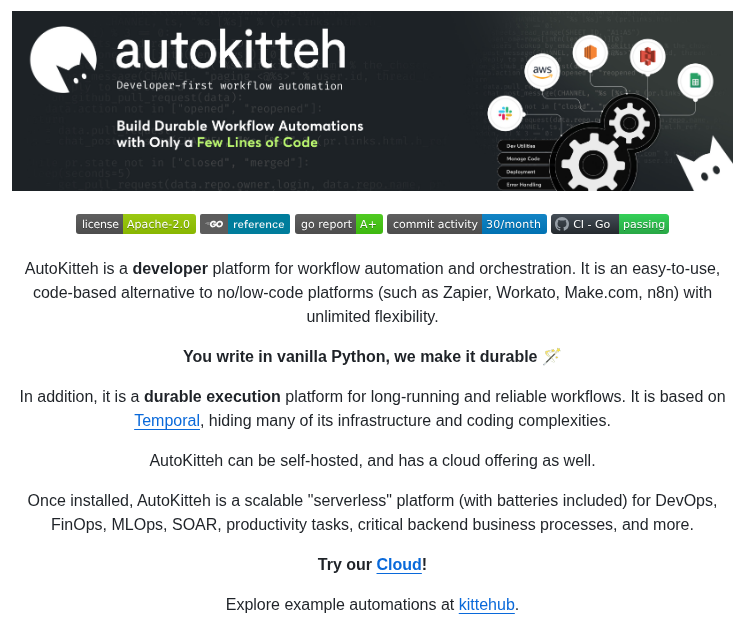 autokitteh
Developer-first workflow automation
Build Durable Workflow Automations
with Only a Few Lines of Code
aws
Dev Utilities
Manage Code
Deployment
Error Handling
license Apache-2.0 GO reference go report A+ commit activity 30/month CI - Go passing
AutoKitteh is a developer platform for workflow automation and orchestration. It is an easy-to-use,
code-based alternative to no/low-code platforms (such as Zapier, Workato, Make.com, n8n) with
unlimited flexibility.
You write in vanilla Python, we make it durable 🪄
In addition, it is a durable execution platform for long-running and reliable workflows. It is based on
Temporal, hiding many of its infrastructure and coding complexities.
AutoKitteh can be self-hosted, and has a cloud offering as well.
Once installed, AutoKitteh is a scalable "serverless" platform (with batteries included) for DevOps,
FinOps, MLOps, SOAR, productivity tasks, critical backend business processes, and more.
Try our Cloud!
Explore example automations at kittehub.